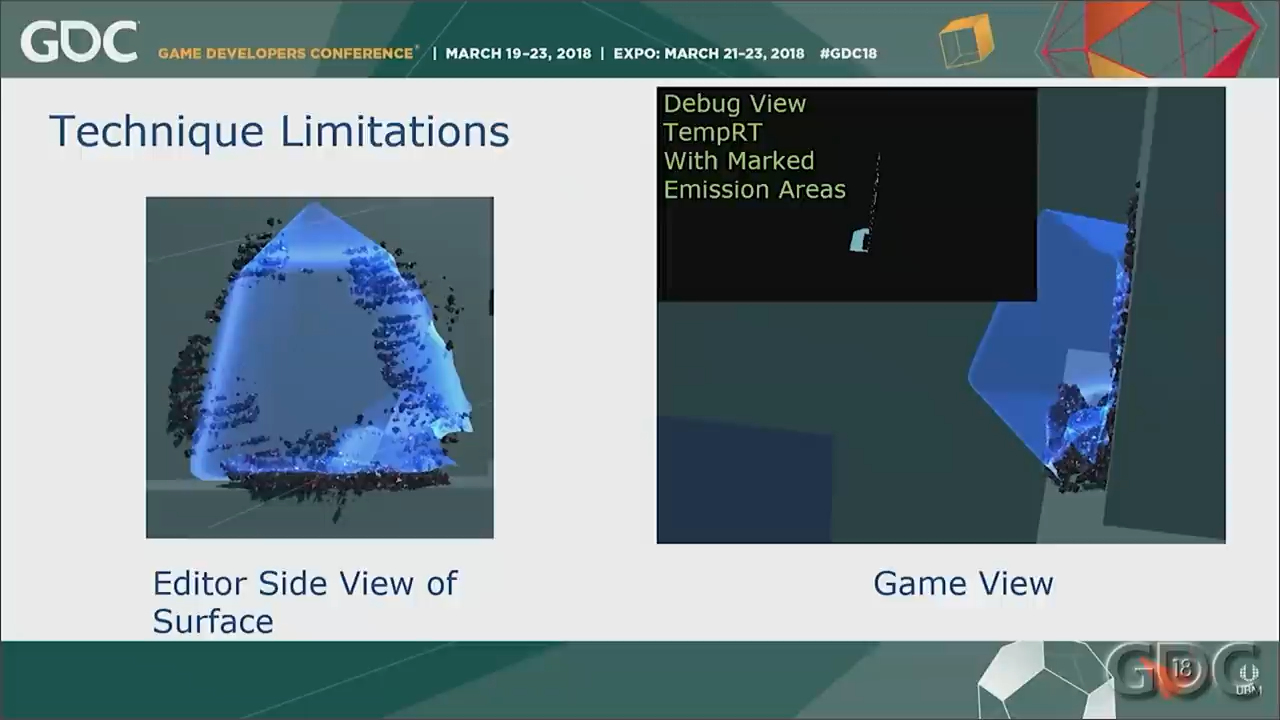 GDC
GAME DEVELOPERS CONFERENCE® | MARCH 19–23, 2018 | EXPO: MARCH 21–23, 2018 #GDC18
Technique Limitations
Debug View
TempRT
With Marked
Emission Areas
Editor Side View of
Surface
Game View
GDC
18
UBM